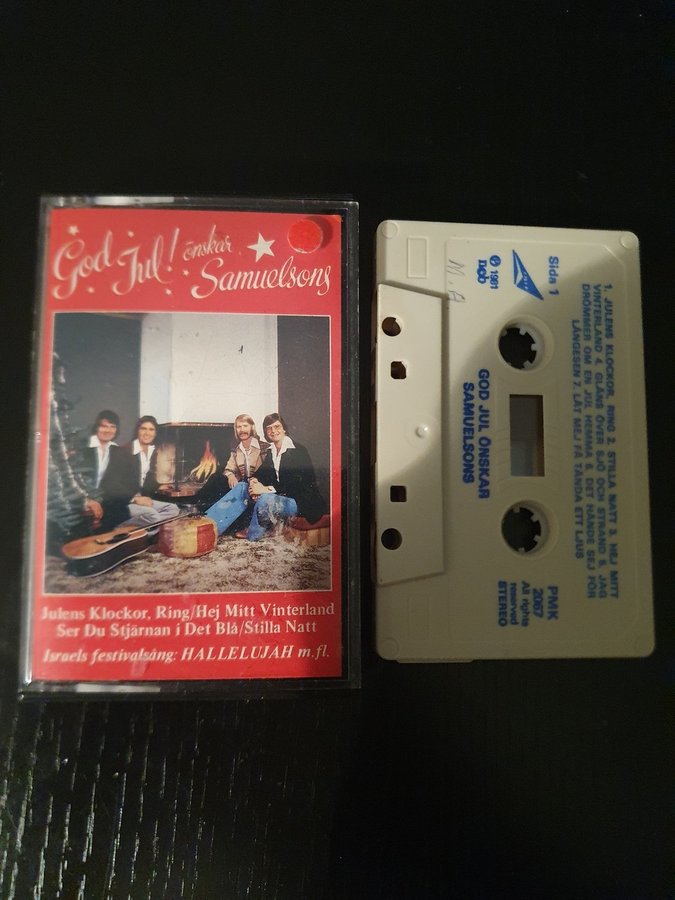 God Jul! önskar
Samuelsons
Julens Klockor, Ring/Hej Mitt Vinterland
Ser Du Stjärnan i Det Blå/Stilla Natt
Israels festivalsång: HALLELUJAH m.fl.
Sida 1
℗ 1981
ncb
M.A
1. JULENS KLOCKOR, RING 2. STILLA NATT 3. HEJ MITT
VINTERLAND 4. GLÄNS ÖVER SJÖ OCH STRAND 5. JAG
DRÖMMER OM EN JUL HEMMA 6. DET HÄNDE SEJ FÖR
LÄNGESEN 7. LÅT MEJ FÅ TÄNDA ETT LJUS
GOD JUL ÖNSKAR
SAMUELSONS
PMK
2067
All rights
reserved
STEREO